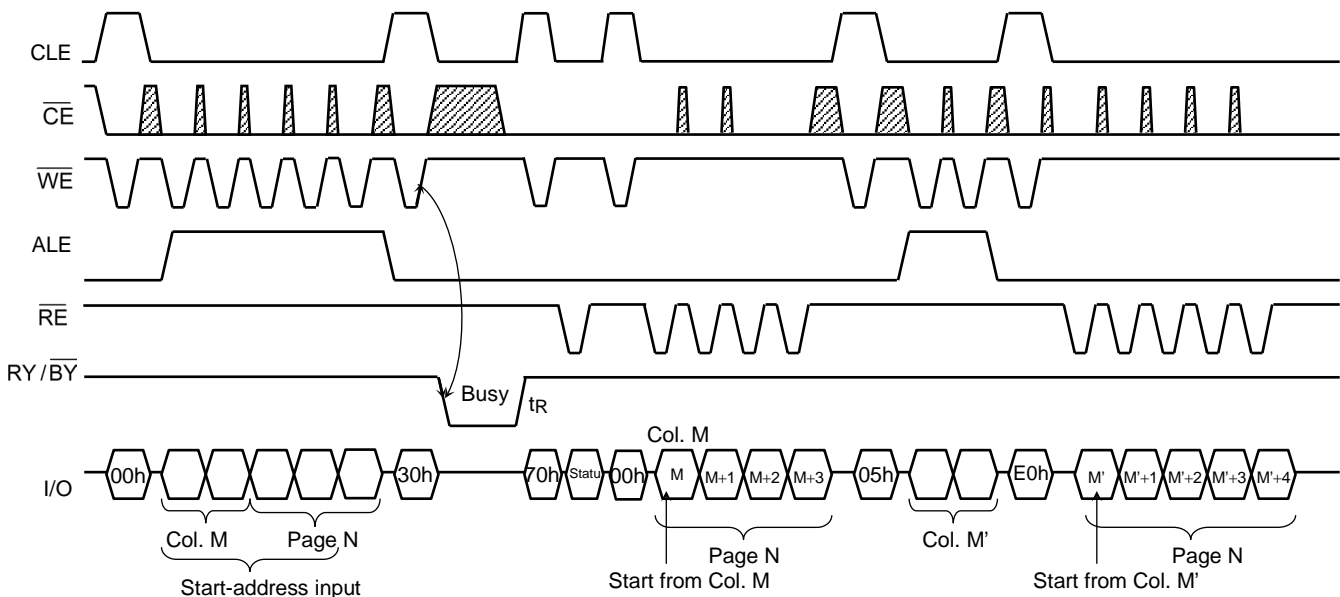 CLE
CE
WE
ALE
RE
RY / BY
Busy
tR
Col. M
I/O
00h
30h
70h
Statu
00h
M
M+1
M+2
M+3
05h
E0h
M'
M'+1
M'+2
M'+3
M'+4
Col. M
Page N
Start-address input
Page N
Start from Col. M
Col. M'
Page N
Start from Col. M'